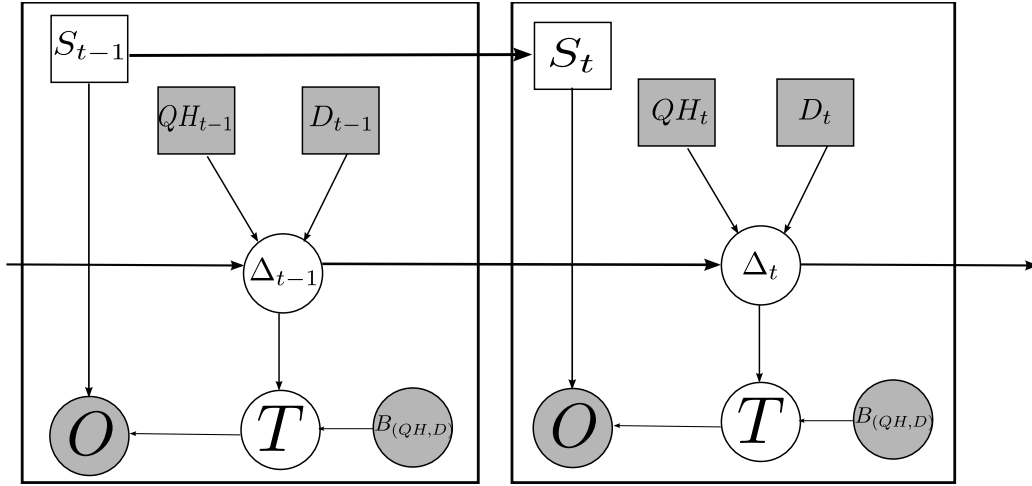 S_{t-1}
QH_{t-1}
D_{t-1}
Δ_{t-1}
O
T
B_{(QH,D)}
S_t
QH_t
D_t
Δ_t
O
T
B_{(QH,D)}